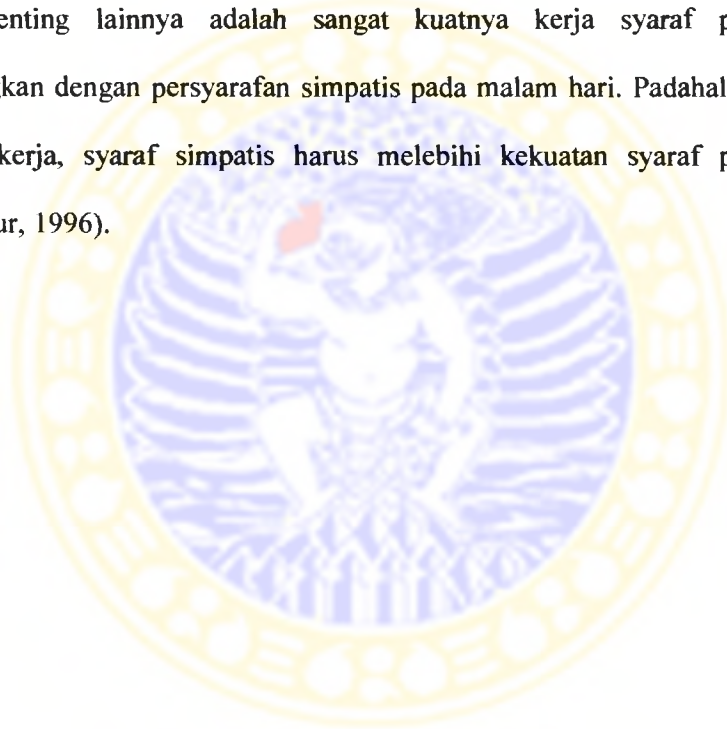 enting lainnya adalah sangat kuatnya kerja syaraf p
kan dengan persyarafan simpatis pada malam hari. Padahal
kerja, syaraf simpatis harus melebihi kekuatan syaraf p
ur, 1996).